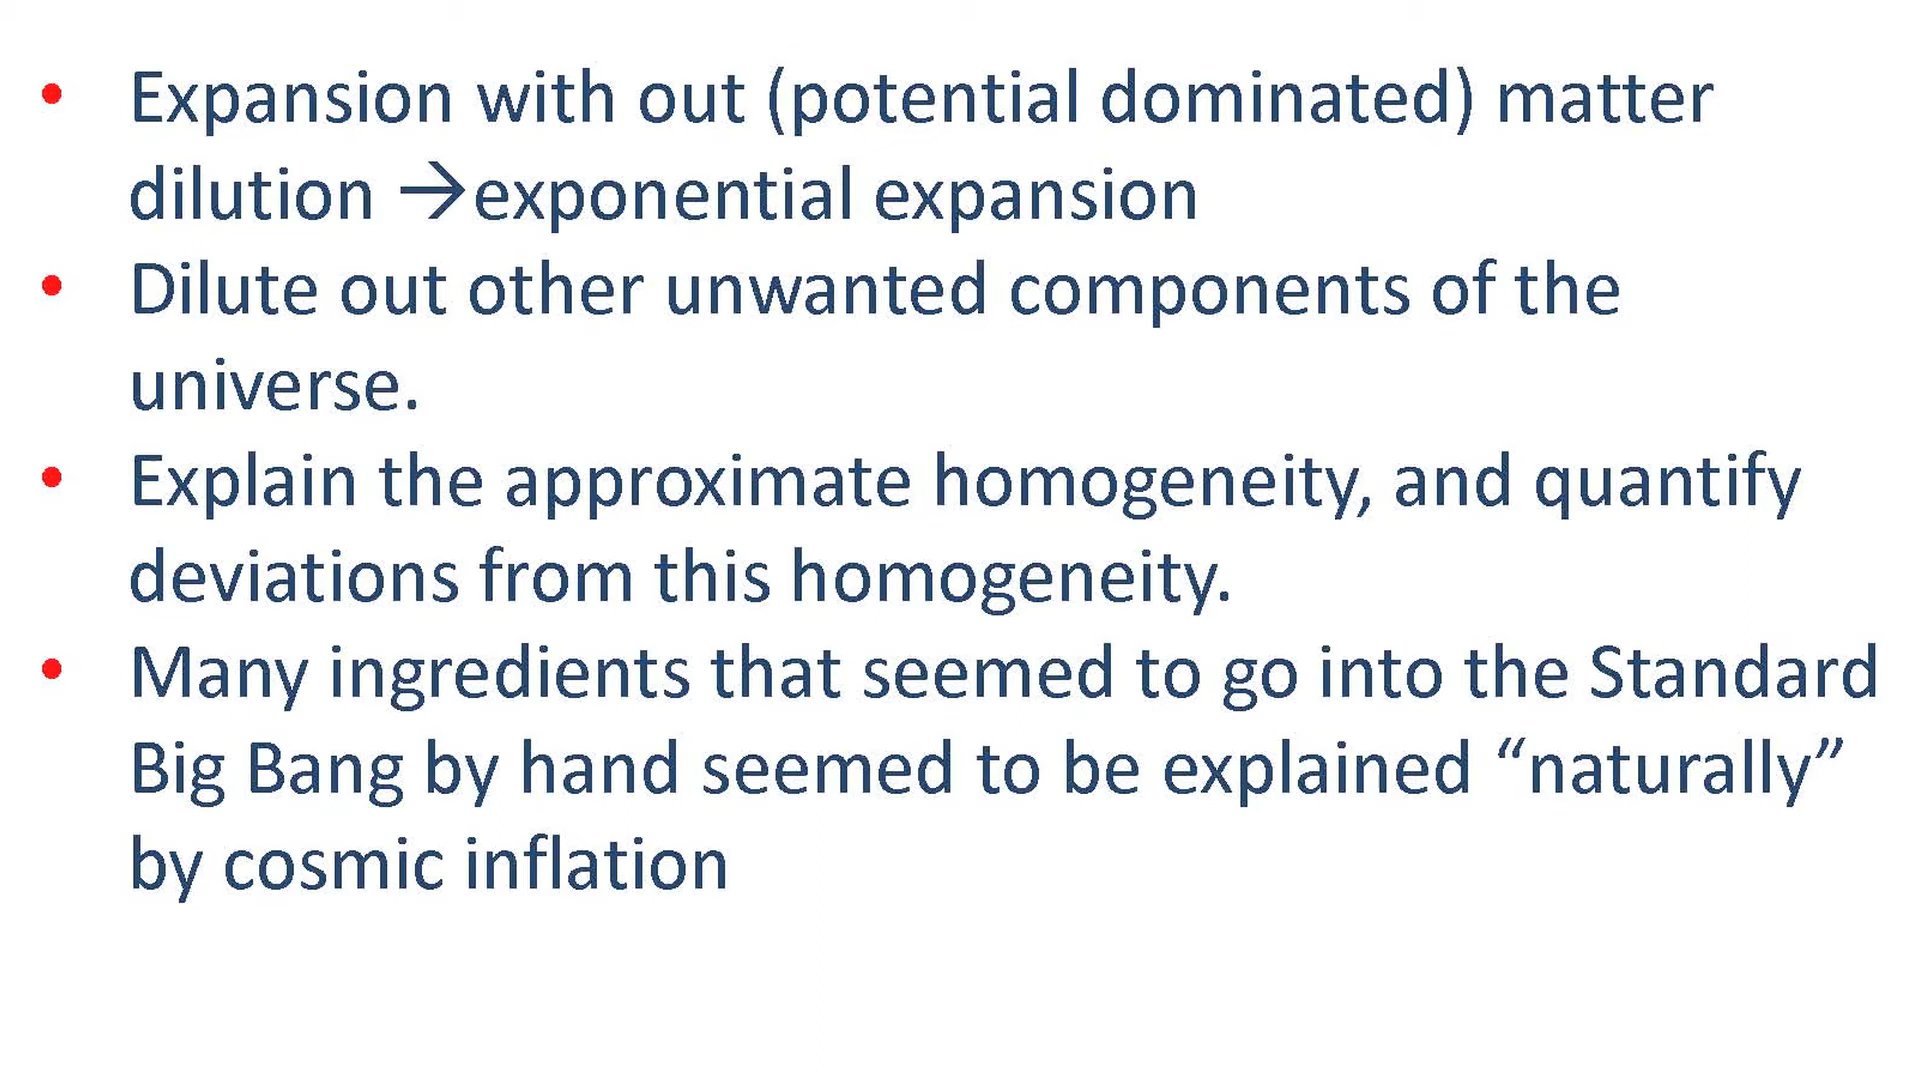 • Expansion with out (potential dominated) matter
dilution →exponential expansion
• Dilute out other unwanted components of the
universe.
• Explain the approximate homogeneity, and quantify
deviations from this homogeneity.
• Many ingredients that seemed to go into the Standard
Big Bang by hand seemed to be explained “naturally”
by cosmic inflation